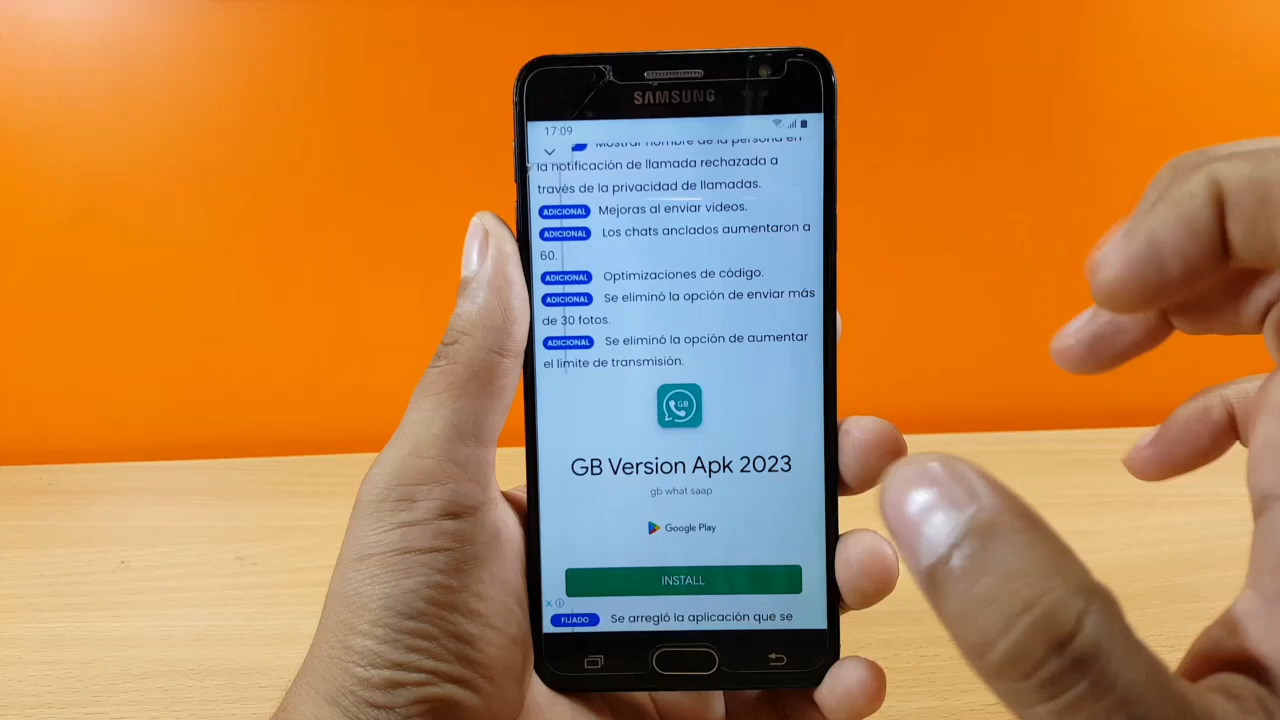 SAMSUNG
17:09
Mostrar nombre de la persona en
la notificación de llamada rechazada a
través de la privacidad de llamadas.
ADICIONAL Mejoras al enviar videos.
ADICIONAL Los chats anclados aumentaron a
60.
ADICIONAL Optimizaciones de código.
ADICIONAL Se eliminó la opción de enviar más
de 30 fotos.
ADICIONAL Se eliminó la opción de aumentar
el límite de transmisión.
GB
GB Version Apk 2023
gb what saap
Google Play
INSTALL
FIJADO Se arregló la aplicación que se